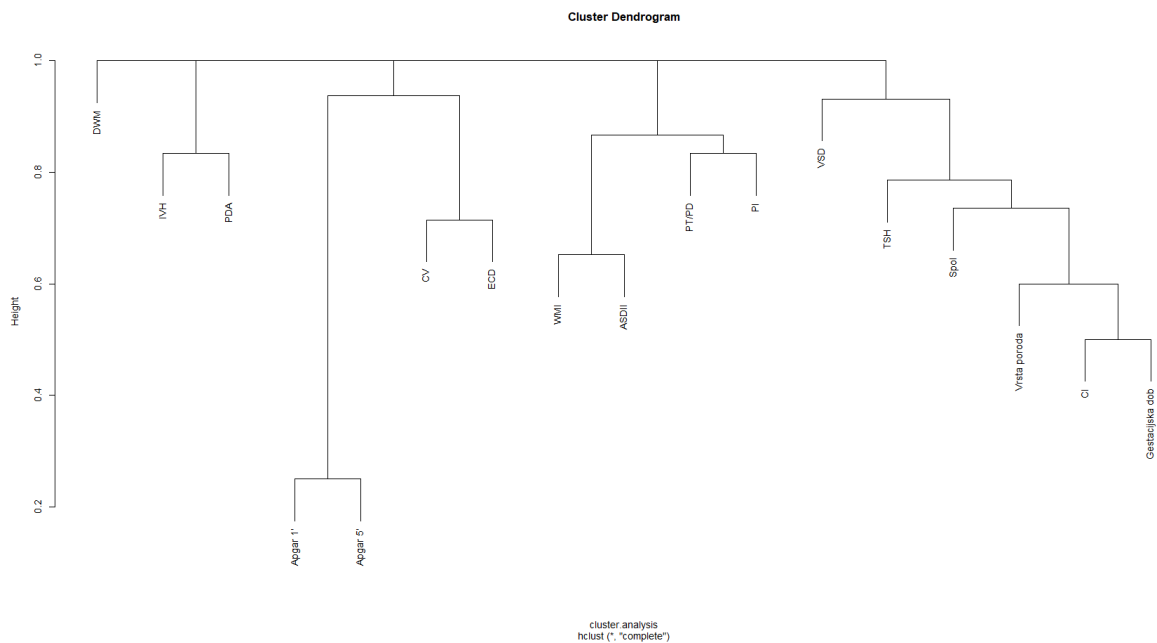 Cluster Dendrogram
Height
1.0
0.8
0.6
0.4
0.2
DWM
IVH
PDA
Apgar 1'
Apgar 5'
CV
ECD
WMI
ASDII
PT/PD
PI
VSD
TSH
Spol
Vrsta poroda
CI
Gestacijska dob
cluster.analysis
hclust (*, "complete")